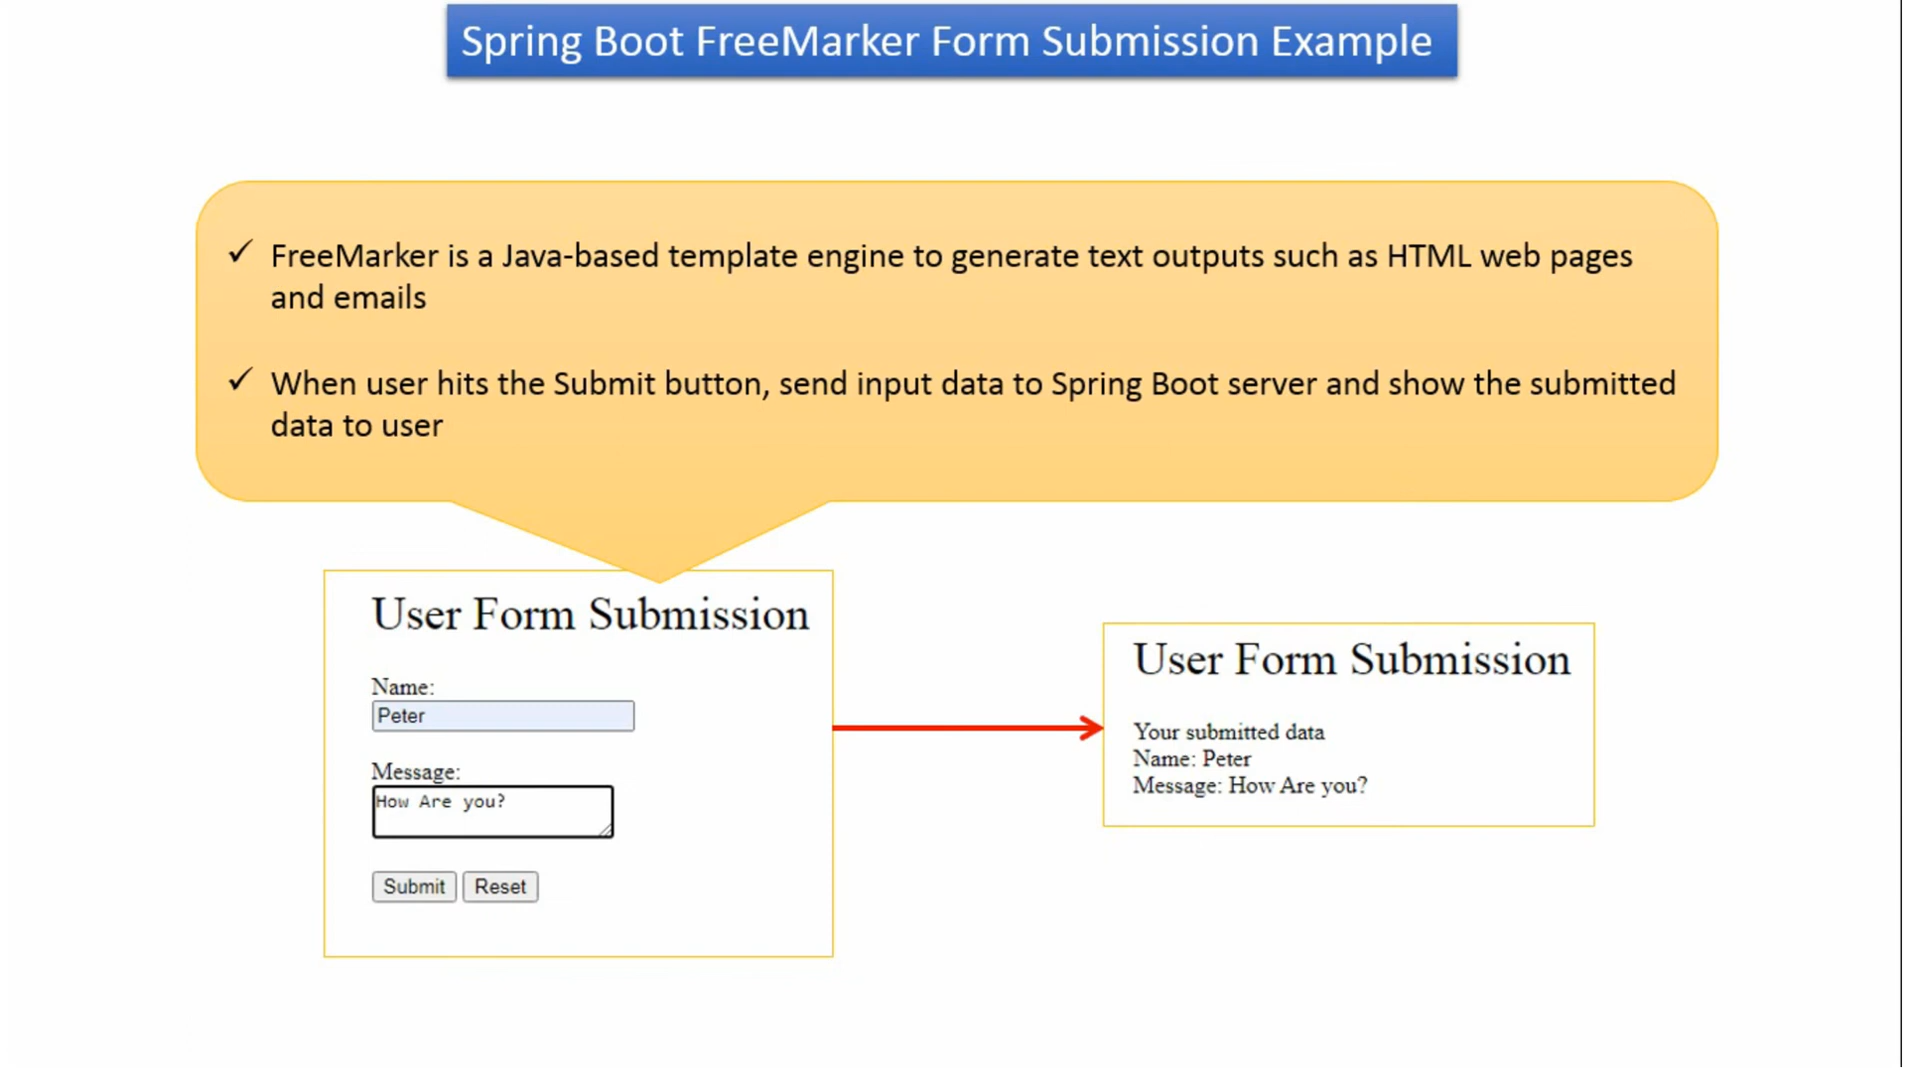 Spring Boot FreeMarker Form Submission Example
✓ FreeMarker is a Java-based template engine to generate text outputs such as HTML web pages
and emails
✓ When user hits the Submit button, send input data to Spring Boot server and show the submitted
data to user
User Form Submission
Name:
Peter
Message:
How Are you?
Submit Reset
User Form Submission
Your submitted data
Name: Peter
Message: How Are you?